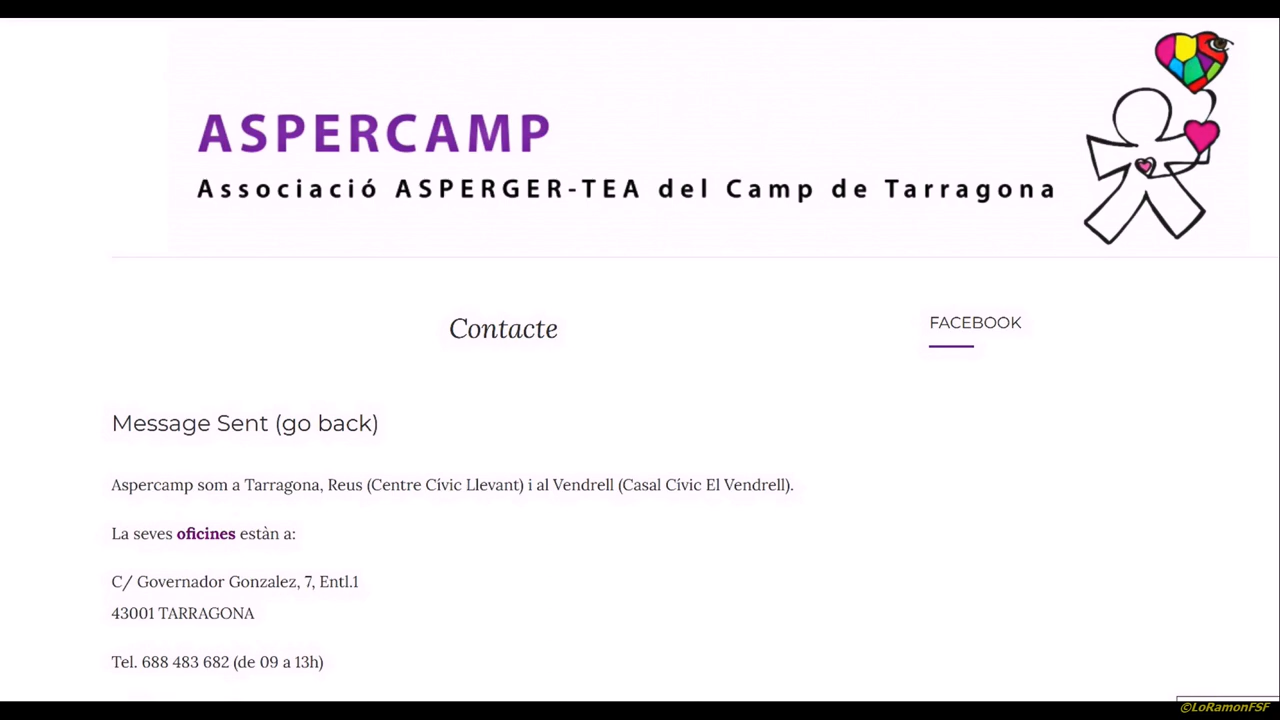 ASPERCAMP
Associació ASPERGER-TEA del Camp de Tarragona
Contacte
FACEBOOK
Message Sent (go back)
Aspercamp som a Tarragona, Reus (Centre Cívic Llevant) i al Vendrell (Casal Cívic El Vendrell).
La seves oficines estàn a:
C/ Governador Gonzalez, 7, Entl.1
43001 TARRAGONA
Tel. 688 483 682 (de 09 a 13h)
©LoRamonFSF